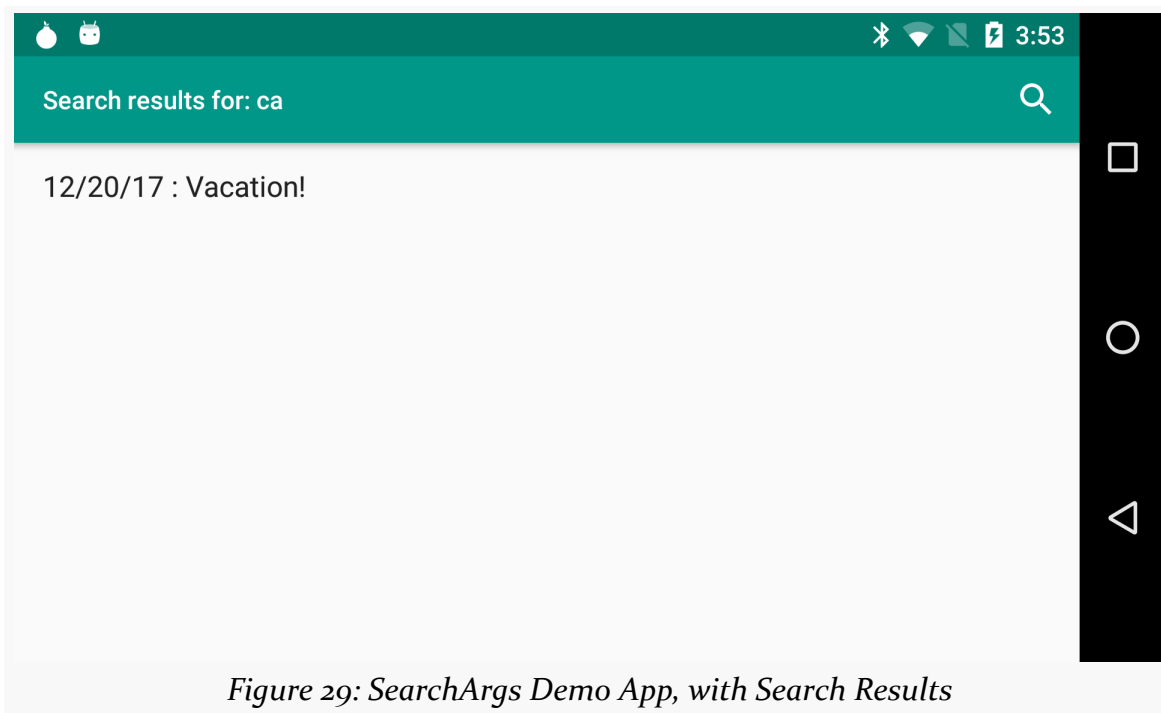 3:53
Search results for: ca
12/20/17 : Vacation!
Figure 29: SearchArgs Demo App, with Search Results